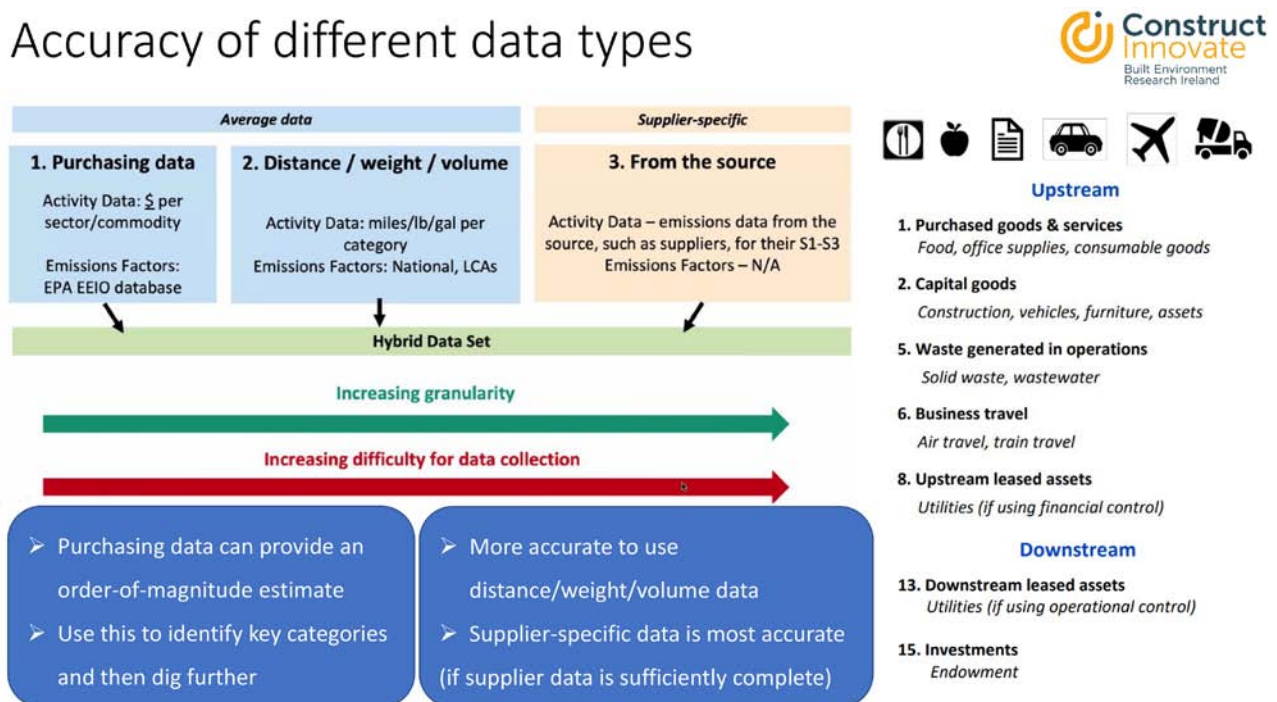 Accuracy of different data types
Construct
Innovate
Built Environment
Research Ireland
Average data
Supplier-specific
1. Purchasing data
Activity Data: $ per
sector/commodity
Emissions Factors:
EPA EEIO database
2. Distance / weight / volume
Activity Data: miles/lb/gal per
category
Emissions Factors: National, LCAs
3. From the source
Activity Data – emissions data from the
source, such as suppliers, for their S1-S3
Emissions Factors – N/A
Hybrid Data Set
Increasing granularity
Increasing difficulty for data collection
➢ Purchasing data can provide an
order-of-magnitude estimate
➢ Use this to identify key categories
and then dig further
➢ More accurate to use
distance/weight/volume data
➢ Supplier-specific data is most accurate
(if supplier data is sufficiently complete)
Upstream
1. Purchased goods & services
Food, office supplies, consumable goods
2. Capital goods
Construction, vehicles, furniture, assets
5. Waste generated in operations
Solid waste, wastewater
6. Business travel
Air travel, train travel
8. Upstream leased assets
Utilities (if using financial control)
Downstream
13. Downstream leased assets
Utilities (if using operational control)
15. Investments
Endowment